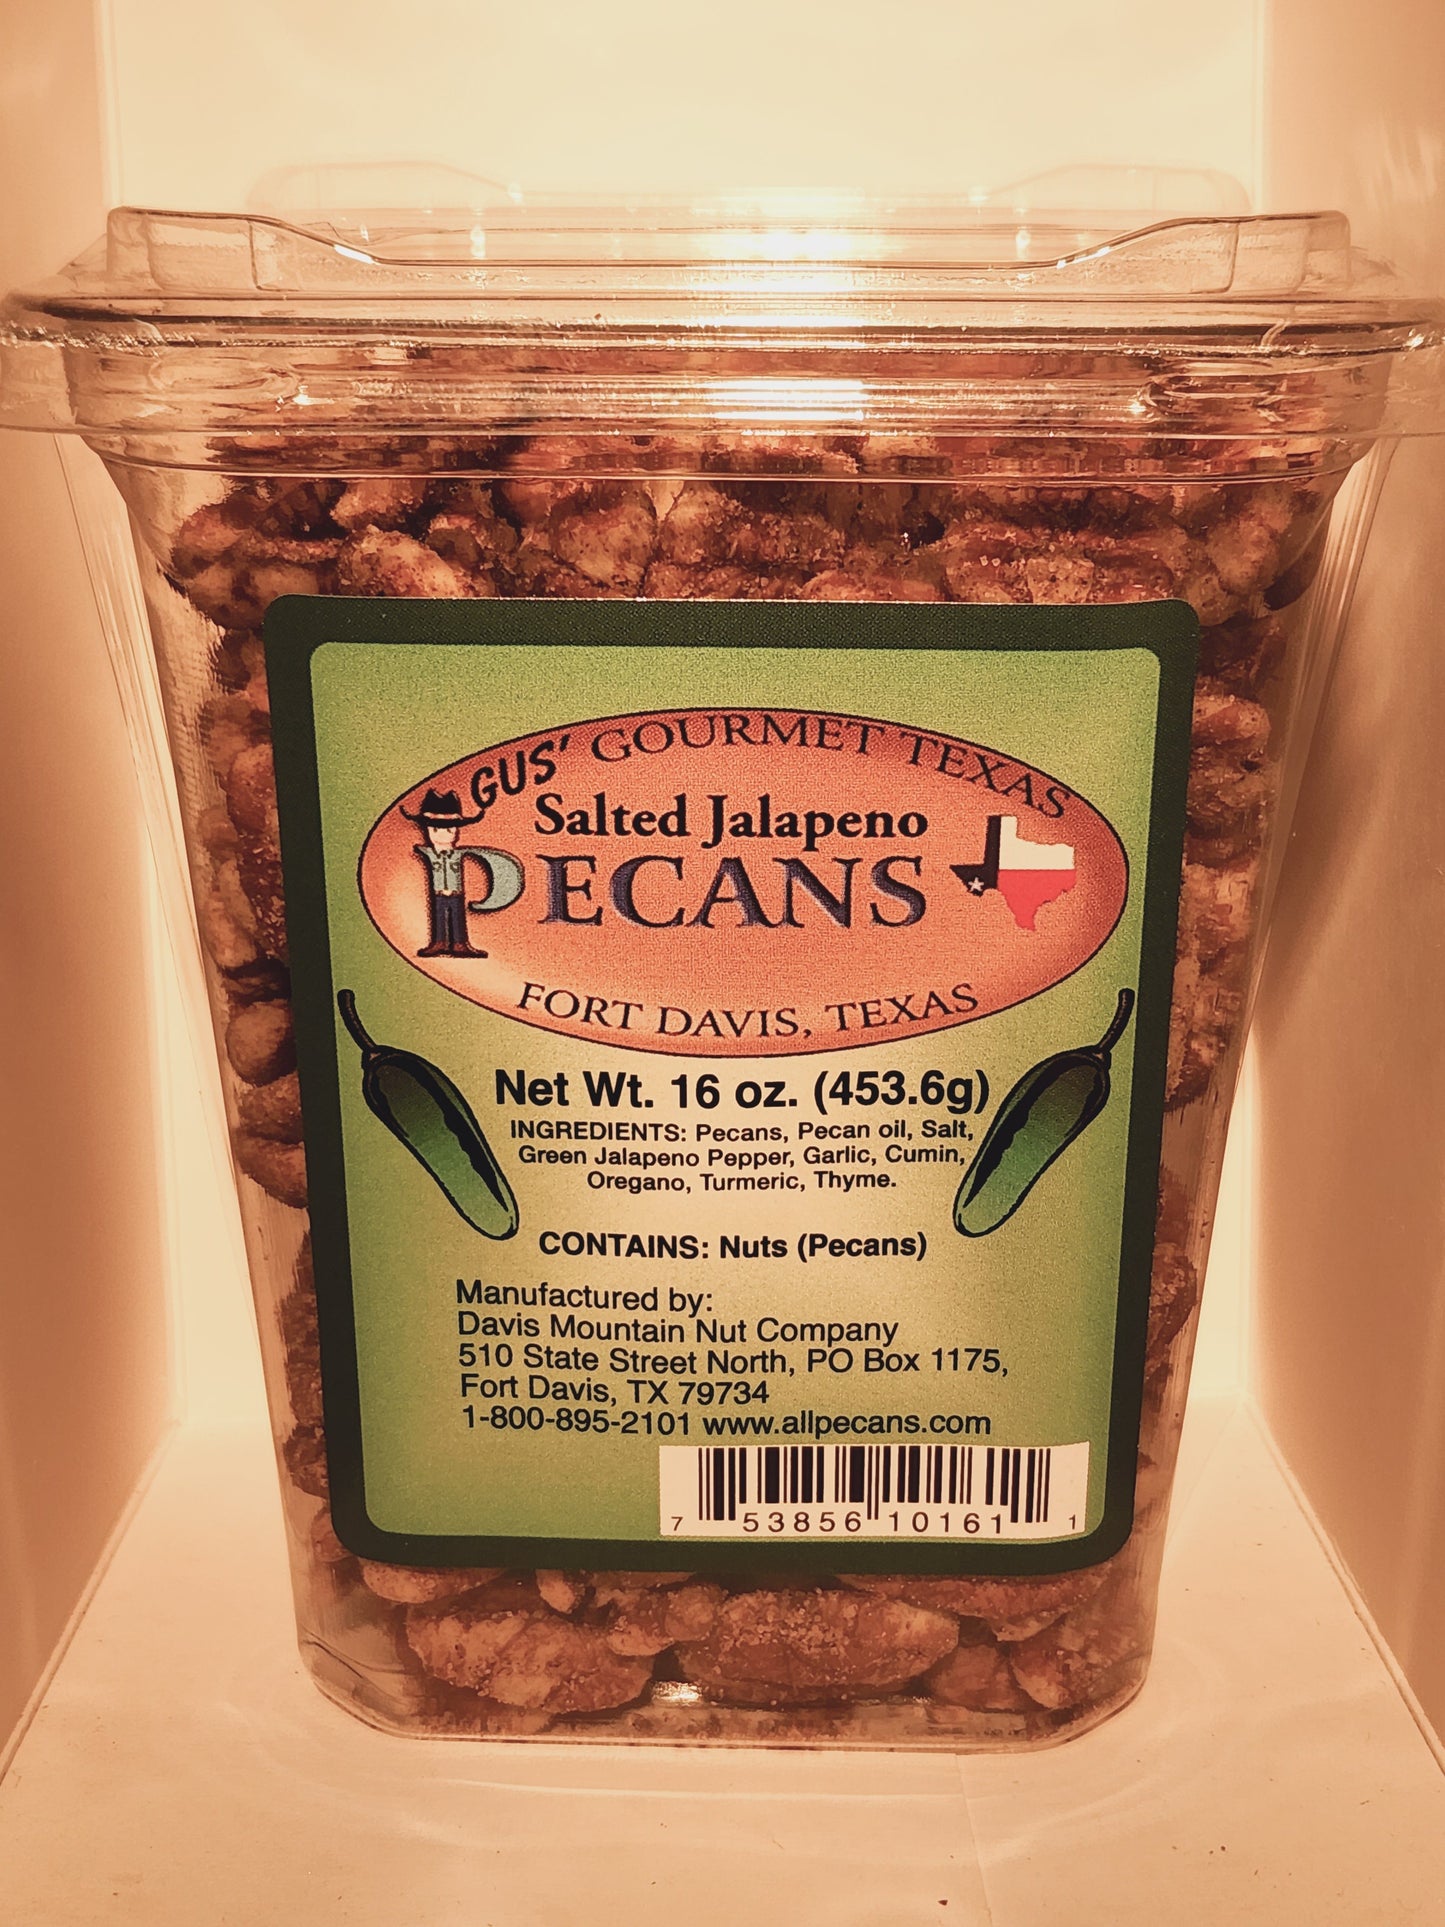 GUS' GOURMET TEXAS
Salted Jalapeno
PECANS
FORT DAVIS, TEXAS
Net Wt. 16 oz. (453.6g)
INGREDIENTS: Pecans, Pecan oil, Salt,
Green Jalapeno Pepper, Garlic, Cumin,
Oregano, Turmeric, Thyme.
CONTAINS: Nuts (Pecans)
Manufactured by:
Davis Mountain Nut Company
510 State Street North, PO Box 1175,
Fort Davis, TX 79734
1-800-895-2101 www.allpecans.com
7 53856 10161 1